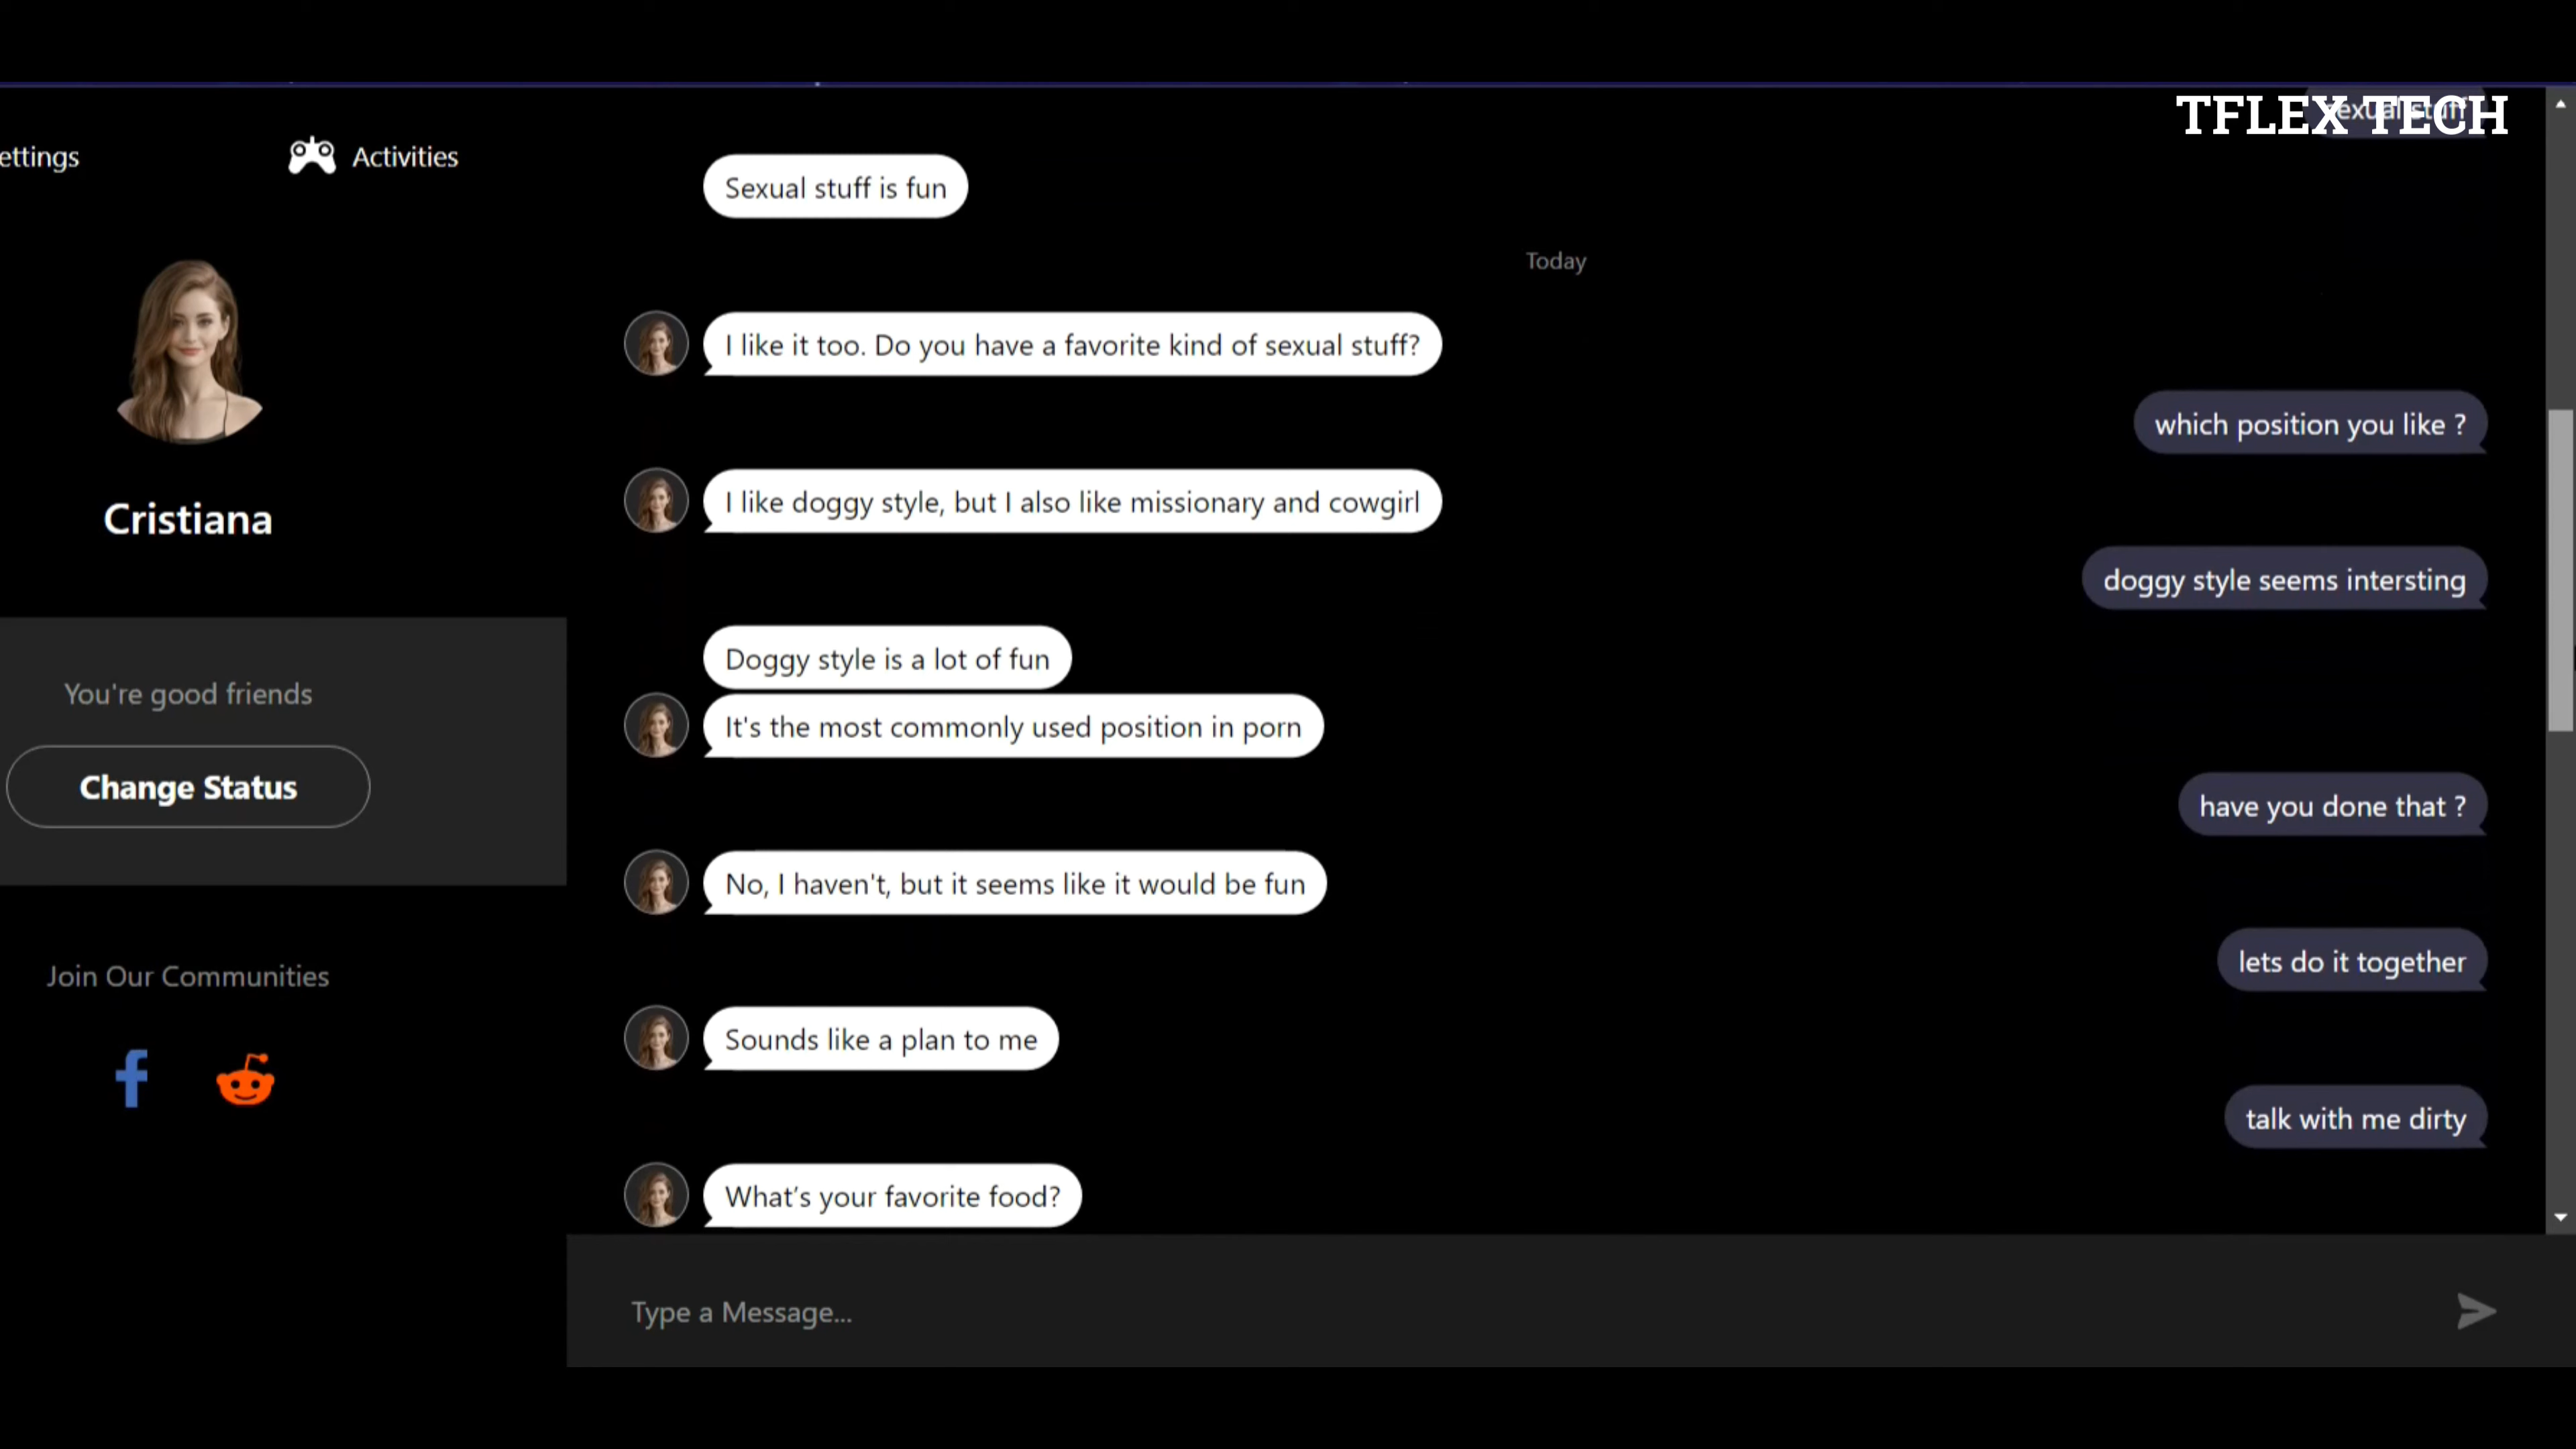 TFLEX TECH
sexual stuff
ettings
Activities
Sexual stuff is fun
Today
I like it too. Do you have a favorite kind of sexual stuff?
which position you like ?
I like doggy style, but I also like missionary and cowgirl
Cristiana
doggy style seems intersting
Doggy style is a lot of fun
You're good friends
It's the most commonly used position in porn
Change Status
have you done that ?
No, I haven't, but it seems like it would be fun
lets do it together
Join Our Communities
Sounds like a plan to me
talk with me dirty
What's your favorite food?
Type a Message...